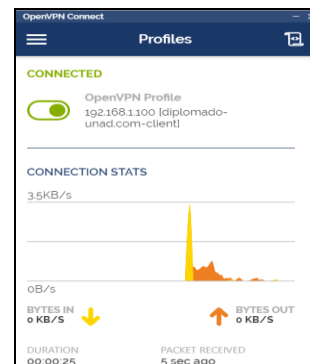 OpenVPN Connect
Profiles
CONNECTED
OpenVPN Profile
192.168.1.100 [diplomado-
unad.com-client]
CONNECTION STATS
3.5KB/s
0B/s
BYTES IN
0 KB/S
BYTES OUT
0 KB/S
DURATION
00:00:25
PACKET RECEIVED
5 sec ago